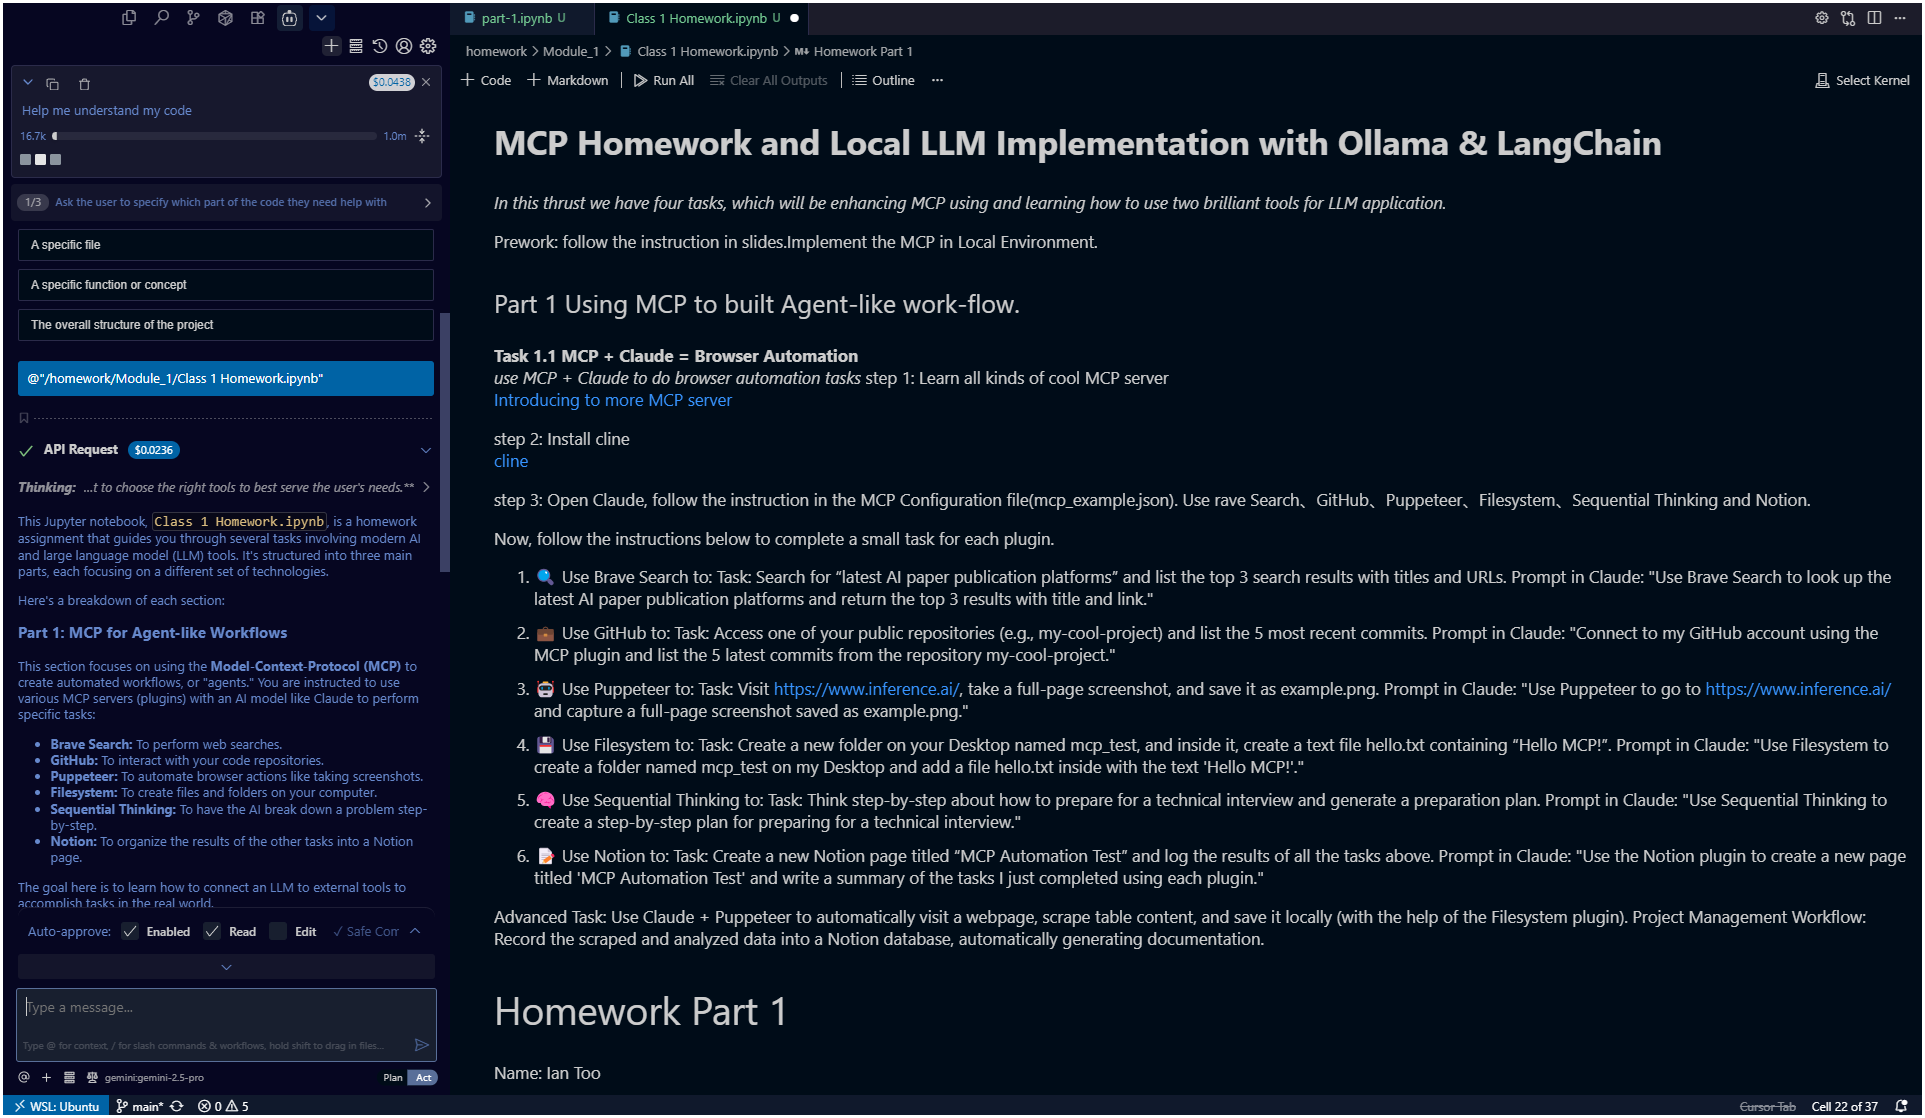 part-1.ipynb U
Class 1 Homework.ipynb U
homework > Module_1 > Class 1 Homework.ipynb > M↓ Homework Part 1
+ Code + Markdown | Run All Clear All Outputs | Outline ...
Select Kernel
$0.0438
Help me understand my code
16.7k 1.0m
1/3 Ask the user to specify which part of the code they need help with
A specific file
A specific function or concept
The overall structure of the project
@"/homework/Module_1/Class 1 Homework.ipynb"
API Request $0.0236
Thinking: ...t to choose the right tools to best serve the user's needs.**
This Jupyter notebook, Class 1 Homework.ipynb, is a homework
assignment that guides you through several tasks involving modern AI
and large language model (LLM) tools. It's structured into three main
parts, each focusing on a different set of technologies.
Here's a breakdown of each section:
Part 1: MCP for Agent-like Workflows
This section focuses on using the Model-Context-Protocol (MCP) to
create automated workflows, or "agents." You are instructed to use
various MCP servers (plugins) with an AI model like Claude to perform
specific tasks:
• Brave Search: To perform web searches.
• GitHub: To interact with your code repositories.
• Puppeteer: To automate browser actions like taking screenshots.
• Filesystem: To create files and folders on your computer.
• Sequential Thinking: To have the AI break down a problem step-
by-step.
• Notion: To organize the results of the other tasks into a Notion
page.
The goal here is to learn how to connect an LLM to external tools to
accomplish tasks in the real world.
Auto-approve: Enabled Read Edit Safe Com
Type a message...
Type @ for context, / for slash commands & workflows, hold shift to drag in files...
@ + gemini:gemini-2.5-pro Plan Act
MCP Homework and Local LLM Implementation with Ollama & LangChain
In this thrust we have four tasks, which will be enhancing MCP using and learning how to use two brilliant tools for LLM application.
Prework: follow the instruction in slides.Implement the MCP in Local Environment.
Part 1 Using MCP to built Agent-like work-flow.
Task 1.1 MCP + Claude = Browser Automation
use MCP + Claude to do browser automation tasks step 1: Learn all kinds of cool MCP server
Introducing to more MCP server
step 2: Install cline
cline
step 3: Open Claude, follow the instruction in the MCP Configuration file(mcp_example.json). Use rave Search、GitHub、Puppeteer、Filesystem、Sequential Thinking and Notion.
Now, follow the instructions below to complete a small task for each plugin.
1. 🔍 Use Brave Search to: Task: Search for “latest AI paper publication platforms” and list the top 3 search results with titles and URLs. Prompt in Claude: "Use Brave Search to look up the
latest AI paper publication platforms and return the top 3 results with title and link."
2. 💼 Use GitHub to: Task: Access one of your public repositories (e.g., my-cool-project) and list the 5 most recent commits. Prompt in Claude: "Connect to my GitHub account using the
MCP plugin and list the 5 latest commits from the repository my-cool-project."
3. 🤖 Use Puppeteer to: Task: Visit https://www.inference.ai/, take a full-page screenshot, and save it as example.png. Prompt in Claude: "Use Puppeteer to go to https://www.inference.ai/
and capture a full-page screenshot saved as example.png."
4. 💾 Use Filesystem to: Task: Create a new folder on your Desktop named mcp_test, and inside it, create a text file hello.txt containing “Hello MCP!”. Prompt in Claude: "Use Filesystem to
create a folder named mcp_test on my Desktop and add a file hello.txt inside with the text 'Hello MCP!'."
5. 🧠 Use Sequential Thinking to: Task: Think step-by-step about how to prepare for a technical interview and generate a preparation plan. Prompt in Claude: "Use Sequential Thinking to
create a step-by-step plan for preparing for a technical interview."
6. 📝 Use Notion to: Task: Create a new Notion page titled “MCP Automation Test” and log the results of all the tasks above. Prompt in Claude: "Use the Notion plugin to create a new page
titled 'MCP Automation Test' and write a summary of the tasks I just completed using each plugin."
Advanced Task: Use Claude + Puppeteer to automatically visit a webpage, scrape table content, and save it locally (with the help of the Filesystem plugin). Project Management Workflow:
Record the scraped and analyzed data into a Notion database, automatically generating documentation.
Homework Part 1
Name: Ian Too
WSL: Ubuntu main* 0 5
Cursor Tab Cell 22 of 37